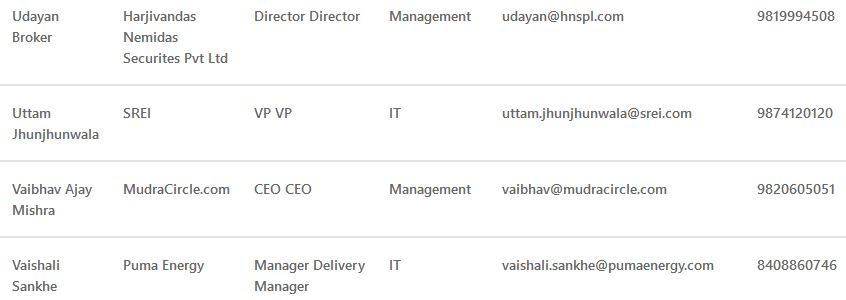 Udayan Broker Harjivandas Nemidas Securites Pvt Ltd Director Director Management udayan@hnspl.com 9819994508
Uttam Jhunjhunwala SREI VP VP IT uttam.jhunjhunwala@srei.com 9874120120
Vaibhav Ajay Mishra MudraCircle.com CEO CEO Management vaibhav@mudracircle.com 9820605051
Vaishali Sankhe Puma Energy Manager Delivery Manager IT vaishali.sankhe@pumaenergy.com 8408860746